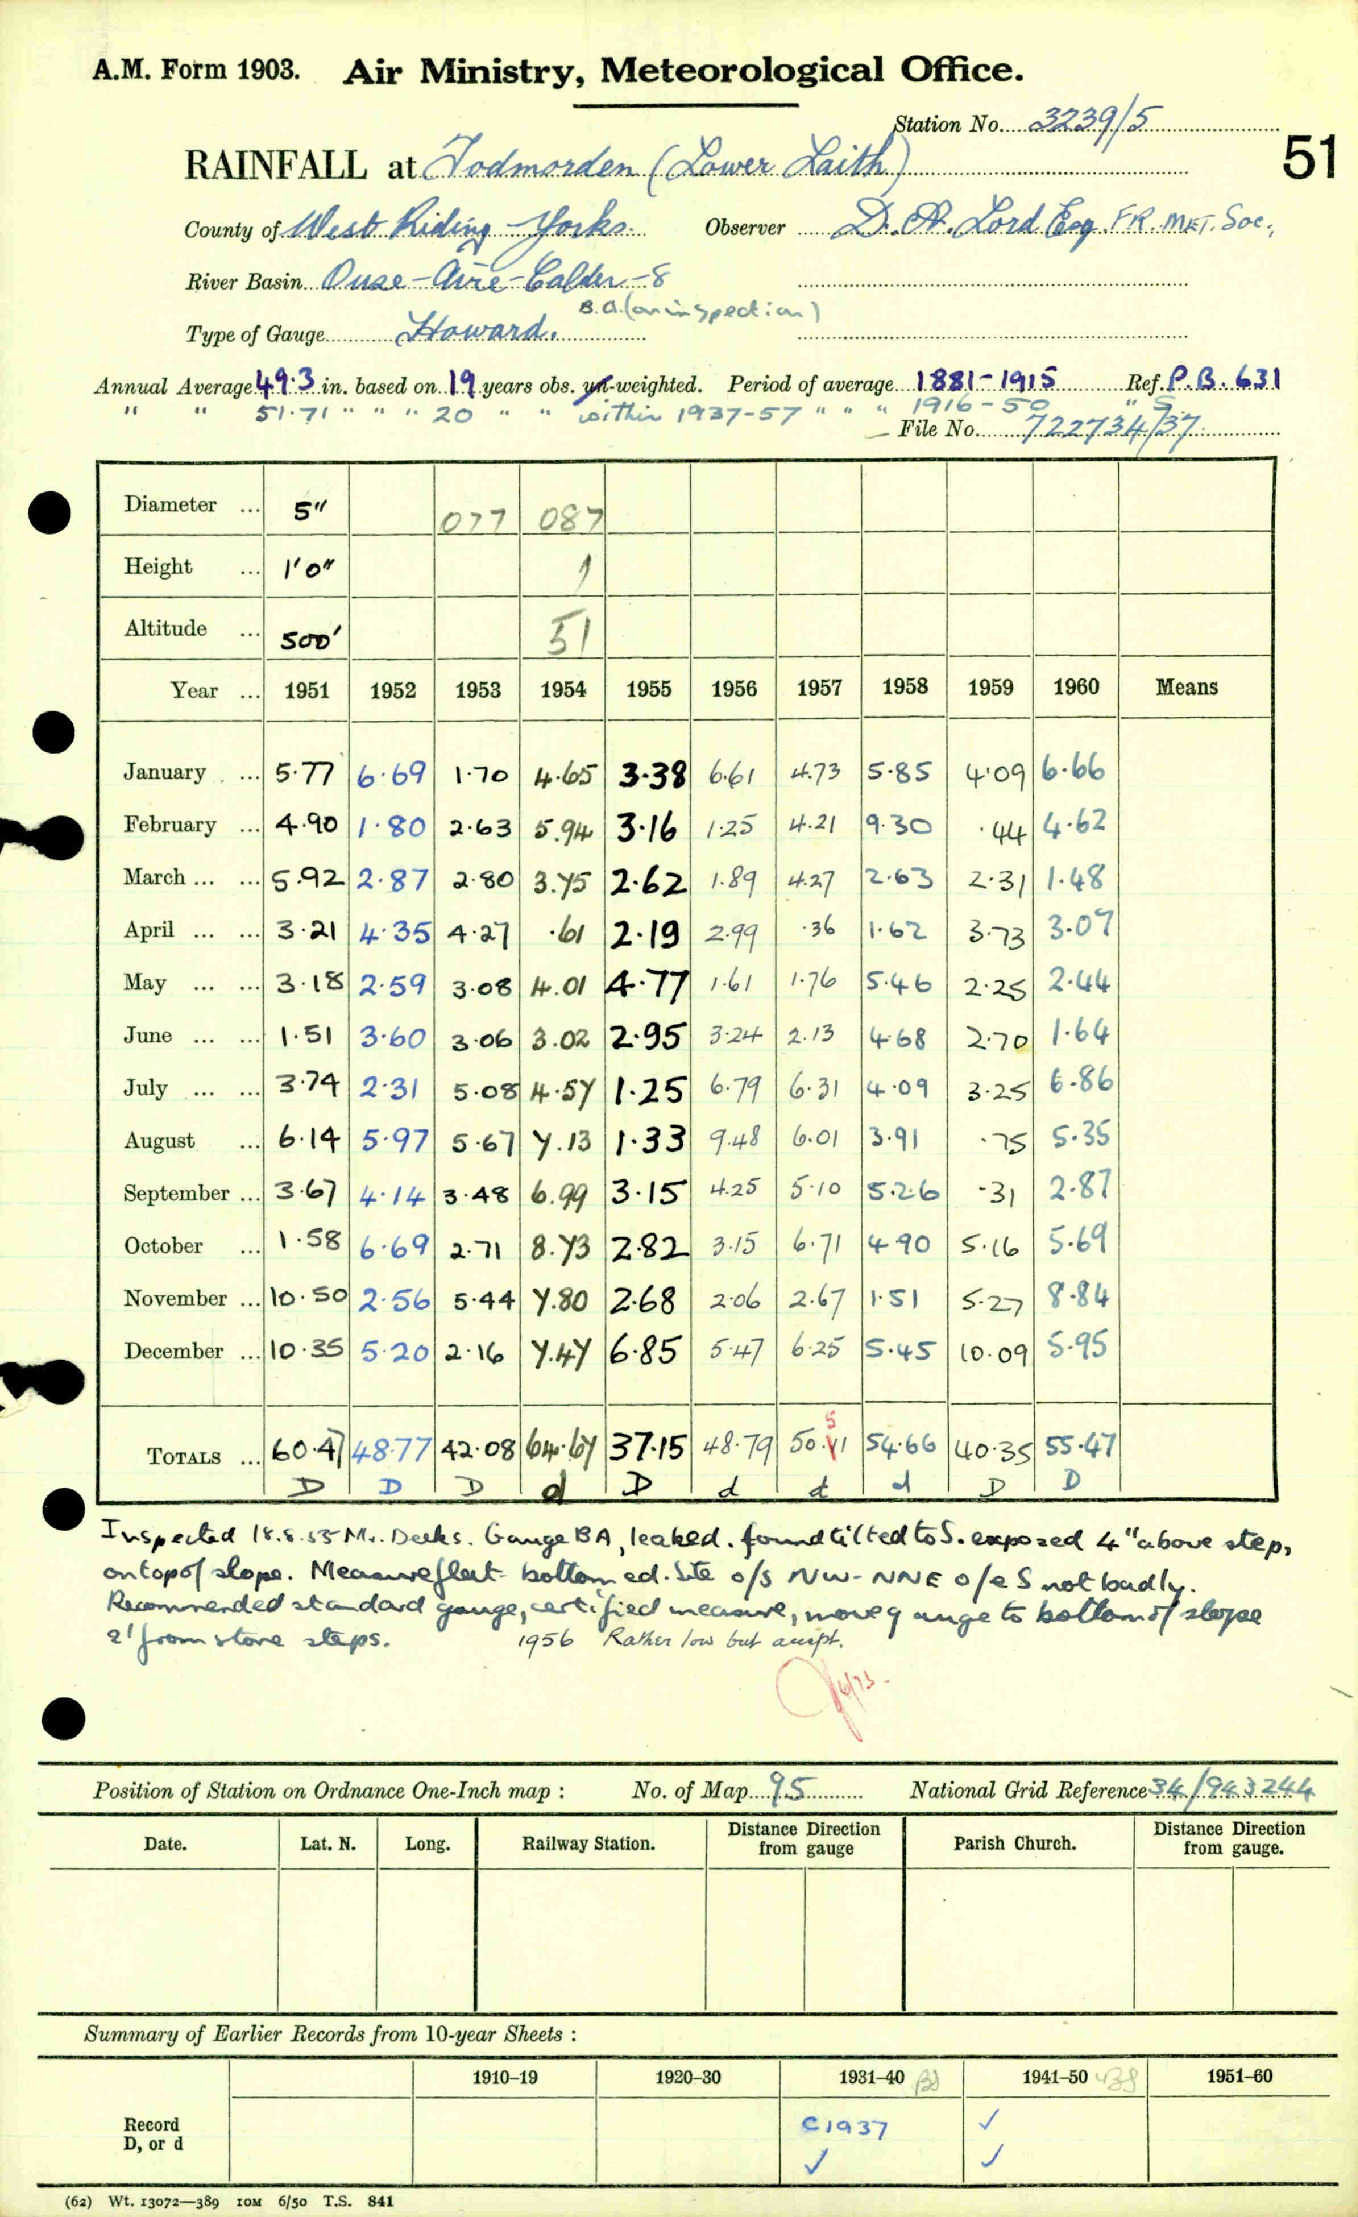 A.M. Form 1903. Air Ministry, Meteorological Office.
Station No. 3239/5
51
RAINFALL at Todmorden (Lower Laith)
County of West Riding Yorks. Observer D. A. Lord Esq. F.R. MET. Soc.,
River Basin Ouse-Aire-Calder-8
B.A. (on inspection)
Type of Gauge Howard.
Annual Average 49.3 in. based on 19 years obs. un-weighted. Period of average 1881-1915 Ref. P.B. 631
" " 51.71 " " " 20 " " within 1937-57 " " " 1916-50 " S.
File No. 722734/37
Diameter ... 5" 077 087
Height ... 1'0" 1
Altitude ... 500' 51
Year ... 1951 1952 1953 1954 1955 1956 1957 1958 1959 1960 Means
January ... 5.77 6.69 1.70 4.65 3.38 6.61 4.73 5.85 4.09 6.66
February ... 4.90 1.80 2.63 5.94 3.16 1.25 4.21 9.30 .44 4.62
March ... ... 5.92 2.87 2.80 3.75 2.62 1.89 4.27 2.63 2.31 1.48
April ... ... 3.21 4.35 4.27 .61 2.19 2.99 .36 1.62 3.73 3.07
May ... ... 3.18 2.59 3.08 4.01 4.77 1.61 1.76 5.46 2.25 2.44
June ... ... 1.51 3.60 3.06 3.02 2.95 3.24 2.13 4.68 2.70 1.64
July ... ... 3.74 2.31 5.08 4.57 1.25 6.79 6.31 4.09 3.25 6.86
August ... 6.14 5.97 5.67 7.13 1.33 9.48 6.01 3.91 .75 5.35
September ... 3.67 4.14 3.48 6.99 3.15 4.25 5.10 5.26 .31 2.87
October ... 1.58 6.69 2.71 8.73 2.82 3.15 6.71 4.90 5.16 5.69
November ... 10.50 2.56 5.44 7.80 2.68 2.06 2.67 1.51 5.27 8.84
December ... 10.35 5.20 2.16 7.47 6.85 5.47 6.25 5.45 10.09 5.95
5
TOTALS ... 60.47 48.77 42.08 64.67 37.15 48.79 50.41 54.66 40.35 55.47
D D D d D d d d D D
Inspected 18.8.55 Mr. Deeks. Gauge BA, leaked. found tilted to S. exposed 4" above step,
on top of slope. Measure flat bottomed. Site o/s NW-NNE o/e S not badly.
Recommended standard gauge, certified measure, move gauge to bottom of slope
2' from stone steps. 1956 Rather low but accept.
6/73.
Position of Station on Ordnance One-Inch map : No. of Map 95 National Grid Reference 34/943244
Date. Lat. N. Long. Railway Station. Distance Direction from gauge Parish Church. Distance Direction from gauge.
Summary of Earlier Records from 10-year Sheets :
1910-19 1920-30 1931-40 1941-50 1951-60
Record C1937 ✓
D, or d ✓ ✓
(62) Wt. 13072—389 10M 6/50 T.S. 841